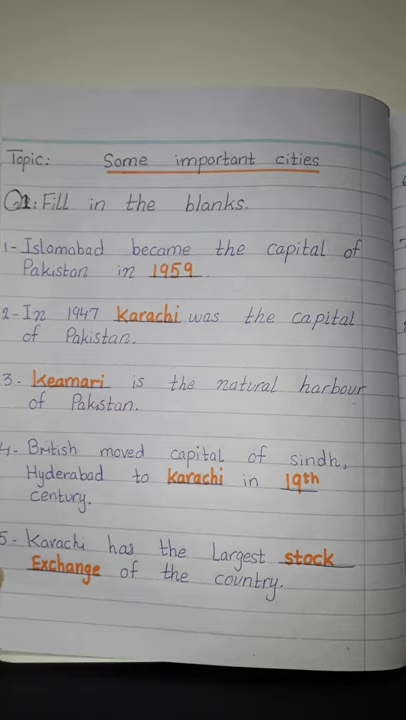 Topic: Some important cities
Q1: Fill in the blanks.
1- Islamabad became the capital of
Pakistan in 1959.
2- In 1947 Karachi was the capital
of Pakistan.
3. Keamari is the natural harbour
of Pakistan.
4- British moved capital of sindh,
Hyderabad to karachi in 19th
century.
5- Karachi has the Largest stock
Exchange of the country.